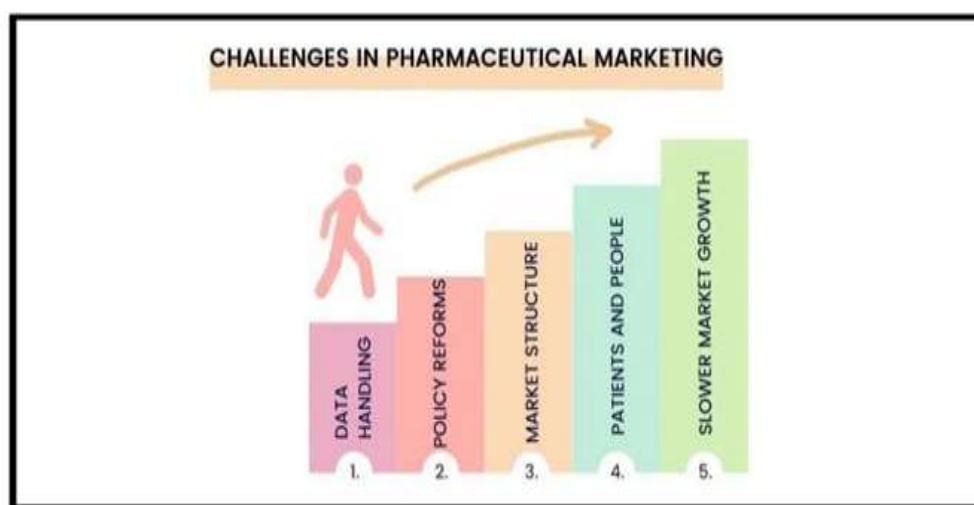 CHALLENGES IN PHARMACEUTICAL MARKETING
DATA
HANDLING
1.
POLICY REFORMS
2.
MARKET STRUCTURE
3.
PATIENTS AND PEOPLE
4.
SLOWER MARKET GROWTH
5.